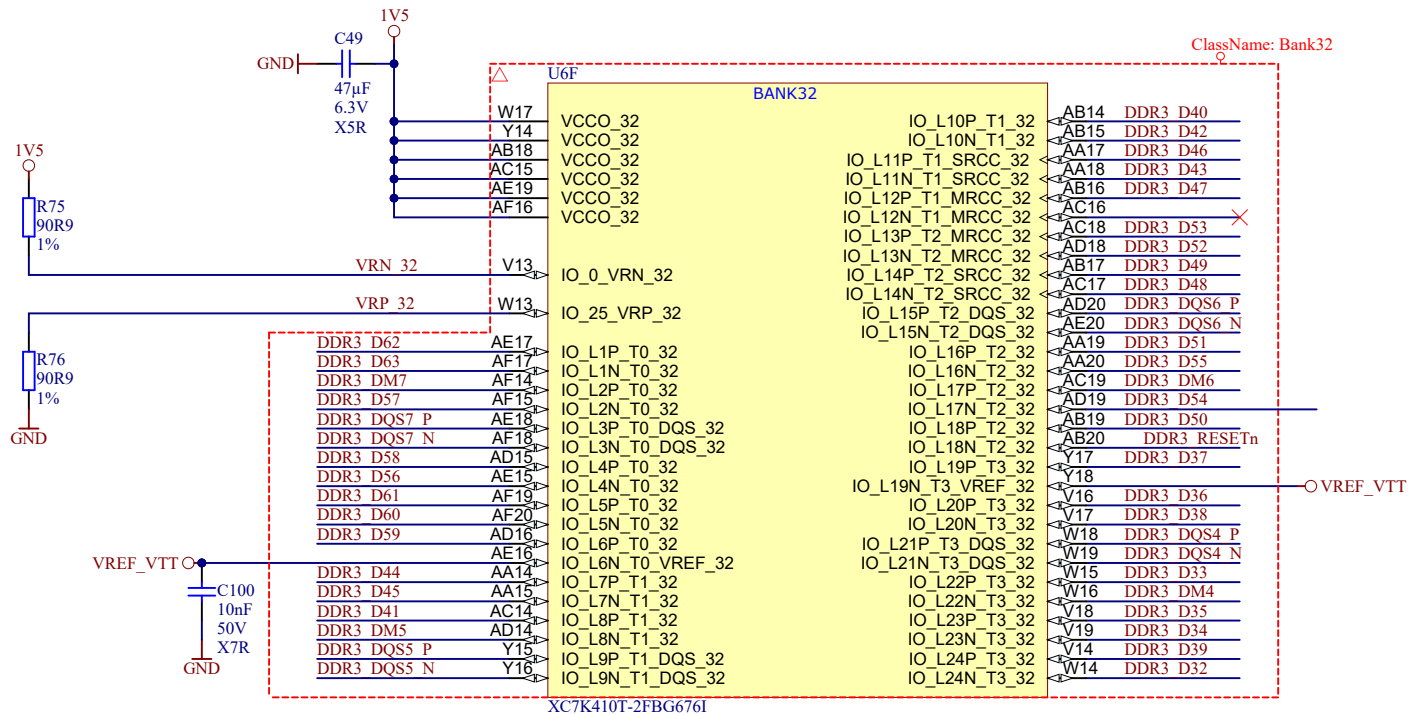 1V5
C49
GND
47µF
6.3V
X5R
ClassName: Bank32
U6F
BANK32
1V5
R75
90R9
1%
VRN_32
VRP_32
R76
90R9
1%
GND
W17 VCCO_32
Y14 VCCO_32
AB18 VCCO_32
AC15 VCCO_32
AE19 VCCO_32
AF16 VCCO_32
V13 IO_0_VRN_32
W13 IO_25_VRP_32
DDR3_D62 AE17 IO_L1P_T0_32
DDR3_D63 AF17 IO_L1N_T0_32
DDR3_DM7 AF14 IO_L2P_T0_32
DDR3_D57 AF15 IO_L2N_T0_32
DDR3_DQS7_P AE18 IO_L3P_T0_DQS_32
DDR3_DQS7_N AF18 IO_L3N_T0_DQS_32
DDR3_D58 AD15 IO_L4P_T0_32
DDR3_D56 AE15 IO_L4N_T0_32
DDR3_D61 AF19 IO_L5P_T0_32
DDR3_D60 AF20 IO_L5N_T0_32
DDR3_D59 AD16 IO_L6P_T0_32
VREF_VTT AE16 IO_L6N_T0_VREF_32
DDR3_D44 AA14 IO_L7P_T1_32
DDR3_D45 AA15 IO_L7N_T1_32
DDR3_D41 AC14 IO_L8P_T1_32
DDR3_DM5 AD14 IO_L8N_T1_32
DDR3_DQS5_P Y15 IO_L9P_T1_DQS_32
DDR3_DQS5_N Y16 IO_L9N_T1_DQS_32
C100
10nF
50V
X7R
GND
IO_L10P_T1_32 AB14 DDR3_D40
IO_L10N_T1_32 AB15 DDR3_D42
IO_L11P_T1_SRCC_32 AA17 DDR3_D46
IO_L11N_T1_SRCC_32 AA18 DDR3_D43
IO_L12P_T1_MRCC_32 AB16 DDR3_D47
IO_L12N_T1_MRCC_32 AC16
IO_L13P_T2_MRCC_32 AC18 DDR3_D53
IO_L13N_T2_MRCC_32 AD18 DDR3_D52
IO_L14P_T2_SRCC_32 AB17 DDR3_D49
IO_L14N_T2_SRCC_32 AC17 DDR3_D48
IO_L15P_T2_DQS_32 AD20 DDR3_DQS6_P
IO_L15N_T2_DQS_32 AE20 DDR3_DQS6_N
IO_L16P_T2_32 AA19 DDR3_D51
IO_L16N_T2_32 AA20 DDR3_D55
IO_L17P_T2_32 AC19 DDR3_DM6
IO_L17N_T2_32 AD19 DDR3_D54
IO_L18P_T2_32 AB19 DDR3_D50
IO_L18N_T2_32 AB20 DDR3_RESETn
IO_L19P_T3_32 Y17 DDR3_D37
IO_L19N_T3_VREF_32 Y18 VREF_VTT
IO_L20P_T3_32 V16 DDR3_D36
IO_L20N_T3_32 V17 DDR3_D38
IO_L21P_T3_DQS_32 W18 DDR3_DQS4_P
IO_L21N_T3_DQS_32 W19 DDR3_DQS4_N
IO_L22P_T3_32 W15 DDR3_D33
IO_L22N_T3_32 W16 DDR3_DM4
IO_L23P_T3_32 V18 DDR3_D35
IO_L23N_T3_32 V19 DDR3_D34
IO_L24P_T3_32 V14 DDR3_D39
IO_L24N_T3_32 W14 DDR3_D32
XC7K410T-2FBG676I